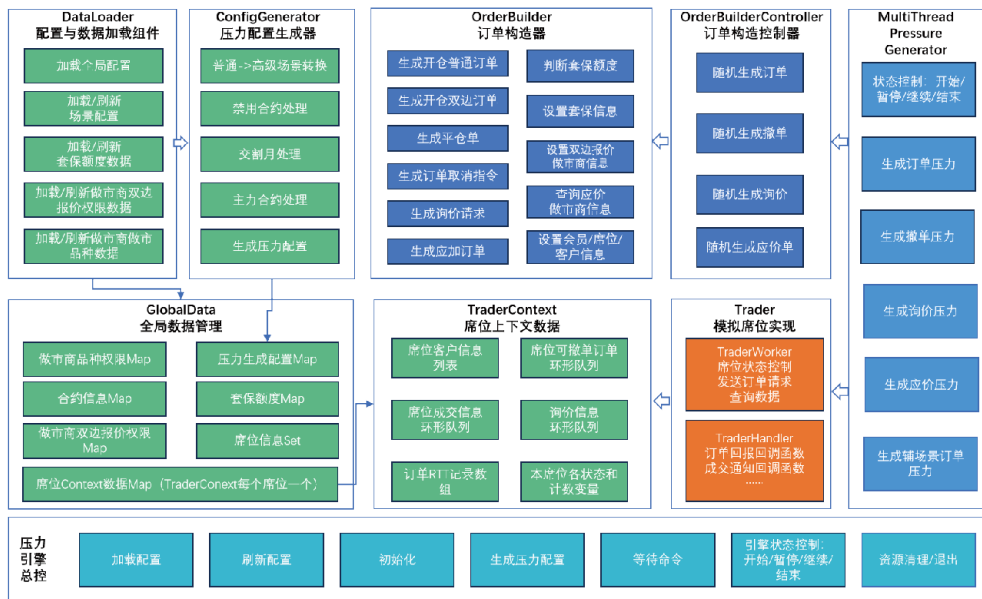 DataLoader
配置与数据加载组件
加载全局配置
加载/刷新
场景配置
加载/刷新
套保额度数据
加载/刷新做市商双边
报价权限数据
加载/刷新做市商做市
品种数据
ConfigGenerator
压力配置生成器
普通->高级场景转换
禁用合约处理
交割月处理
主力合约处理
生成压力配置
OrderBuilder
订单构造器
生成开仓普通订单
生成开仓双边订单
生成平仓单
生成订单取消指令
生成询价请求
生成应加订单
判断套保额度
设置套保信息
设置双边报价
做市商信息
查询应价
做市商信息
设置会员/席位/
客户信息
OrderBuilderController
订单构造控制器
随机生成订单
随机生成撤单
随机生成询价
随机生成应价单
MultiThread
Pressure
Generator
状态控制：开始/
暂停/继续/结束
生成订单压力
生成撤单压力
生成询价压力
生成应价压力
生成辅场景订单
压力
GlobalData
全局数据管理
做市商品种权限Map
合约信息Map
做市商双边报价权限
Map
压力生成配置Map
套保额度Map
席位信息Set
席位Context数据Map（TraderConext每个席位一个）
TraderContext
席位上下文数据
席位客户信息
列表
席位成交信息
环形队列
订单RTT记录数
组
席位可撤单订单
环形队列
询价信息
环形队列
本席位各状态和
计数变量
Trader
模拟席位实现
TraderWorker
席位状态控制
发送订单请求
查询数据
TraderHandler
订单回报回调函数
成交通知回调函数
......
压力
引擎
总控
加载配置
刷新配置
初始化
生成压力配置
等待命令
引擎状态控制：
开始/暂停/继续/
结束
资源清理/退出